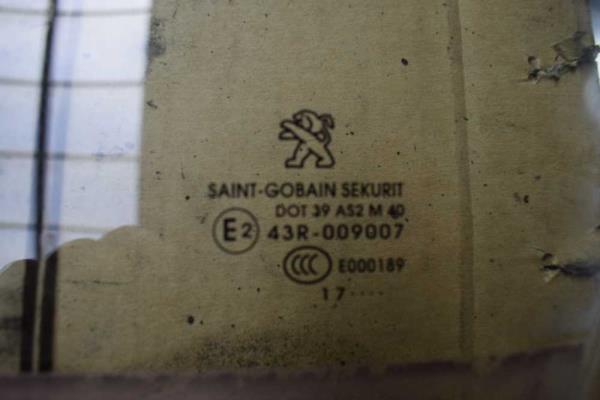 SAINT-GOBAIN SEKURIT
DOT 39 AS2 M 40
E2 43R-009007
CCC E000189
17....